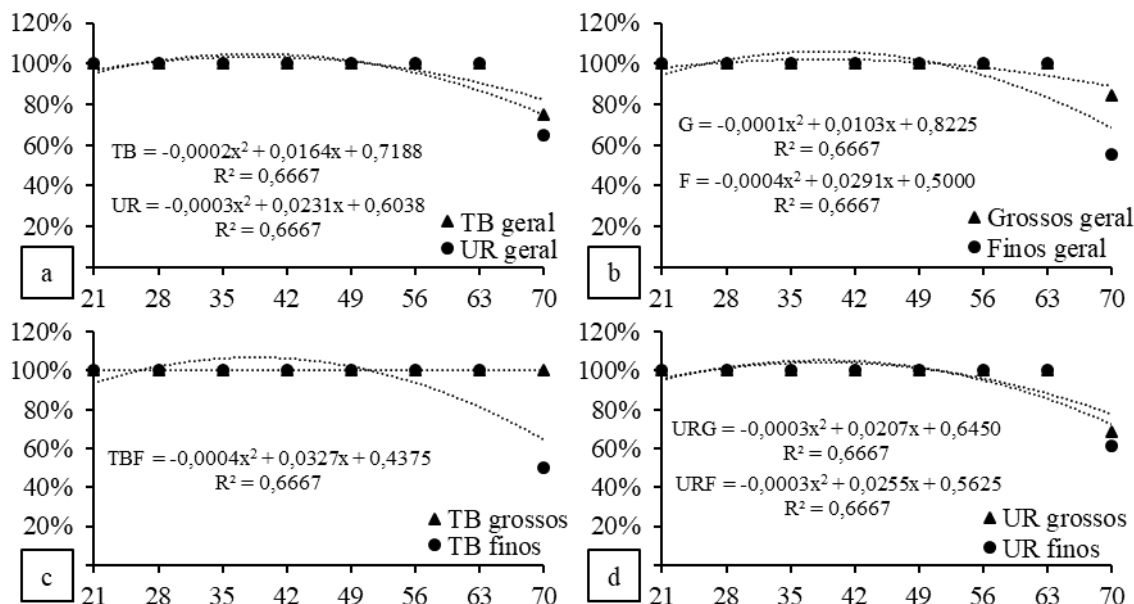 120%
100%
80%
60%
40%
20%
TB = -0,0002x² + 0,0164x + 0,7188
R² = 0,6667
UR = -0,0003x² + 0,0231x + 0,6038
R² = 0,6667
▲ TB geral
● UR geral
a
21 28 35 42 49 56 63 70
120%
100%
80%
60%
40%
20%
G = -0,0001x² + 0,0103x + 0,8225
R² = 0,6667
F = -0,0004x² + 0,0291x + 0,5000
R² = 0,6667
▲ Grossos geral
● Finos geral
b
21 28 35 42 49 56 63 70
120%
100%
80%
60%
40%
20%
TBF = -0,0004x² + 0,0327x + 0,4375
R² = 0,6667
▲ TB grossos
● TB finos
c
21 28 35 42 49 56 63 70
120%
100%
80%
60%
40%
20%
URG = -0,0003x² + 0,0207x + 0,6450
R² = 0,6667
URF = -0,0003x² + 0,0255x + 0,5625
R² = 0,6667
▲ UR grossos
● UR finos
d
21 28 35 42 49 56 63 70